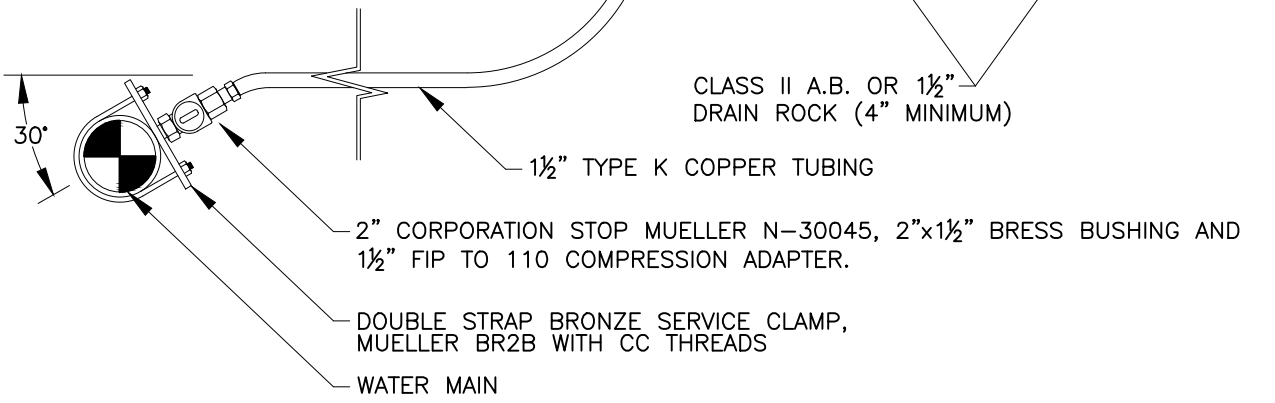 CLASS II A.B. OR 1½"
DRAIN ROCK (4" MINIMUM)
30°
1½" TYPE K COPPER TUBING
2" CORPORATION STOP MUELLER N-30045, 2"x1½" BRESS BUSHING AND
1½" FIP TO 110 COMPRESSION ADAPTER.
DOUBLE STRAP BRONZE SERVICE CLAMP,
MUELLER BR2B WITH CC THREADS
WATER MAIN